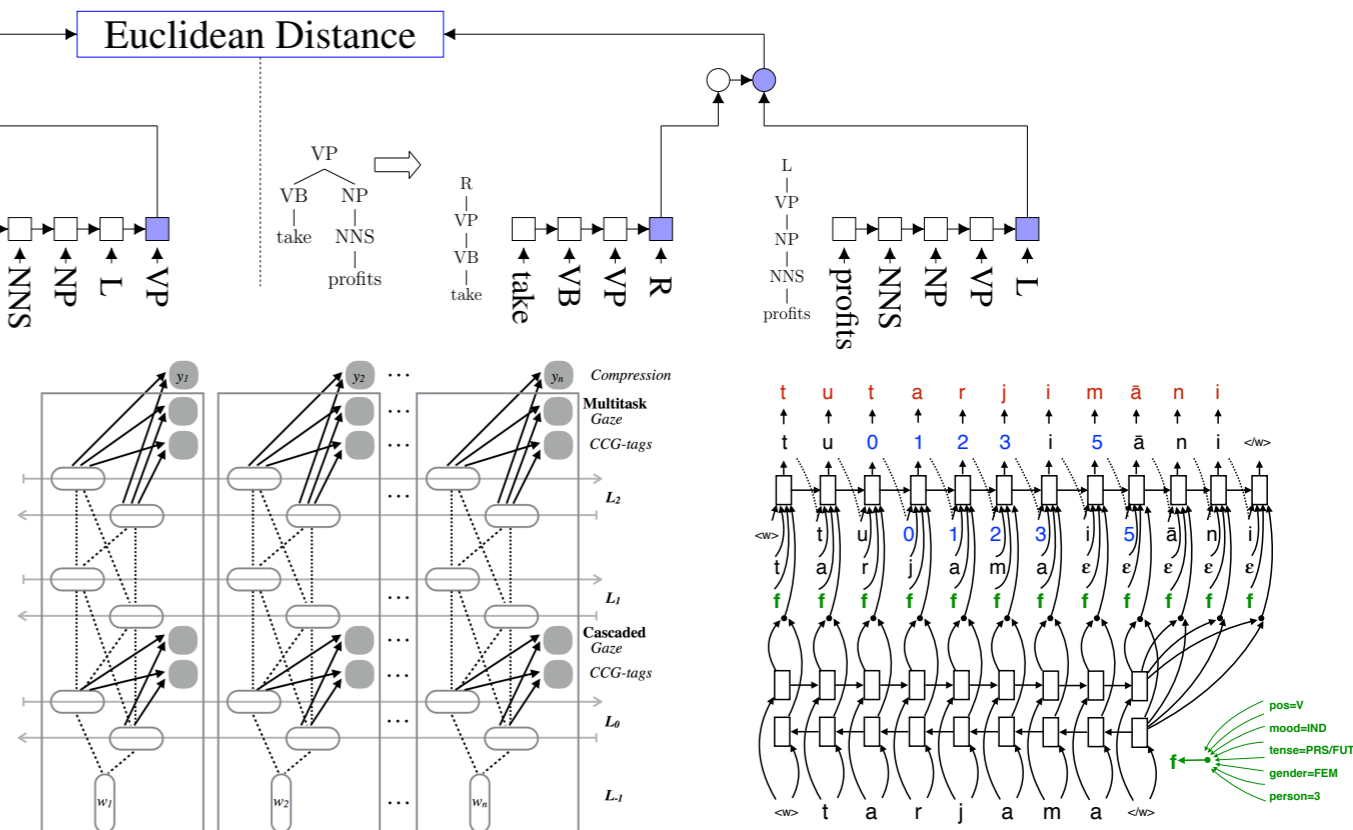 Euclidean Distance
VP
VB NP
take NNS
profits
R
VP
VB
take
L
VP
NP
NNS
profits
NNS NP L VP
take VB VP R
profits NNS NP VP L
y1 y2 ... yn Compression
... Multitask
Gaze
... CCG-tags
... L2
...
... L1
... Cascaded
Gaze
... CCG-tags
... L0
w1 w2 ... wn L-1
t u t a r j i m ā n i
t u 0 1 2 3 i 5 ā n i </w>
<w> t u 0 1 2 3 i 5 ā n i
t a r j a m a ε ε ε ε ε
f f f f f f f f f f f
<w> t a r j a m a </w>
f
pos=V
mood=IND
tense=PRS/FUT
gender=FEM
person=3